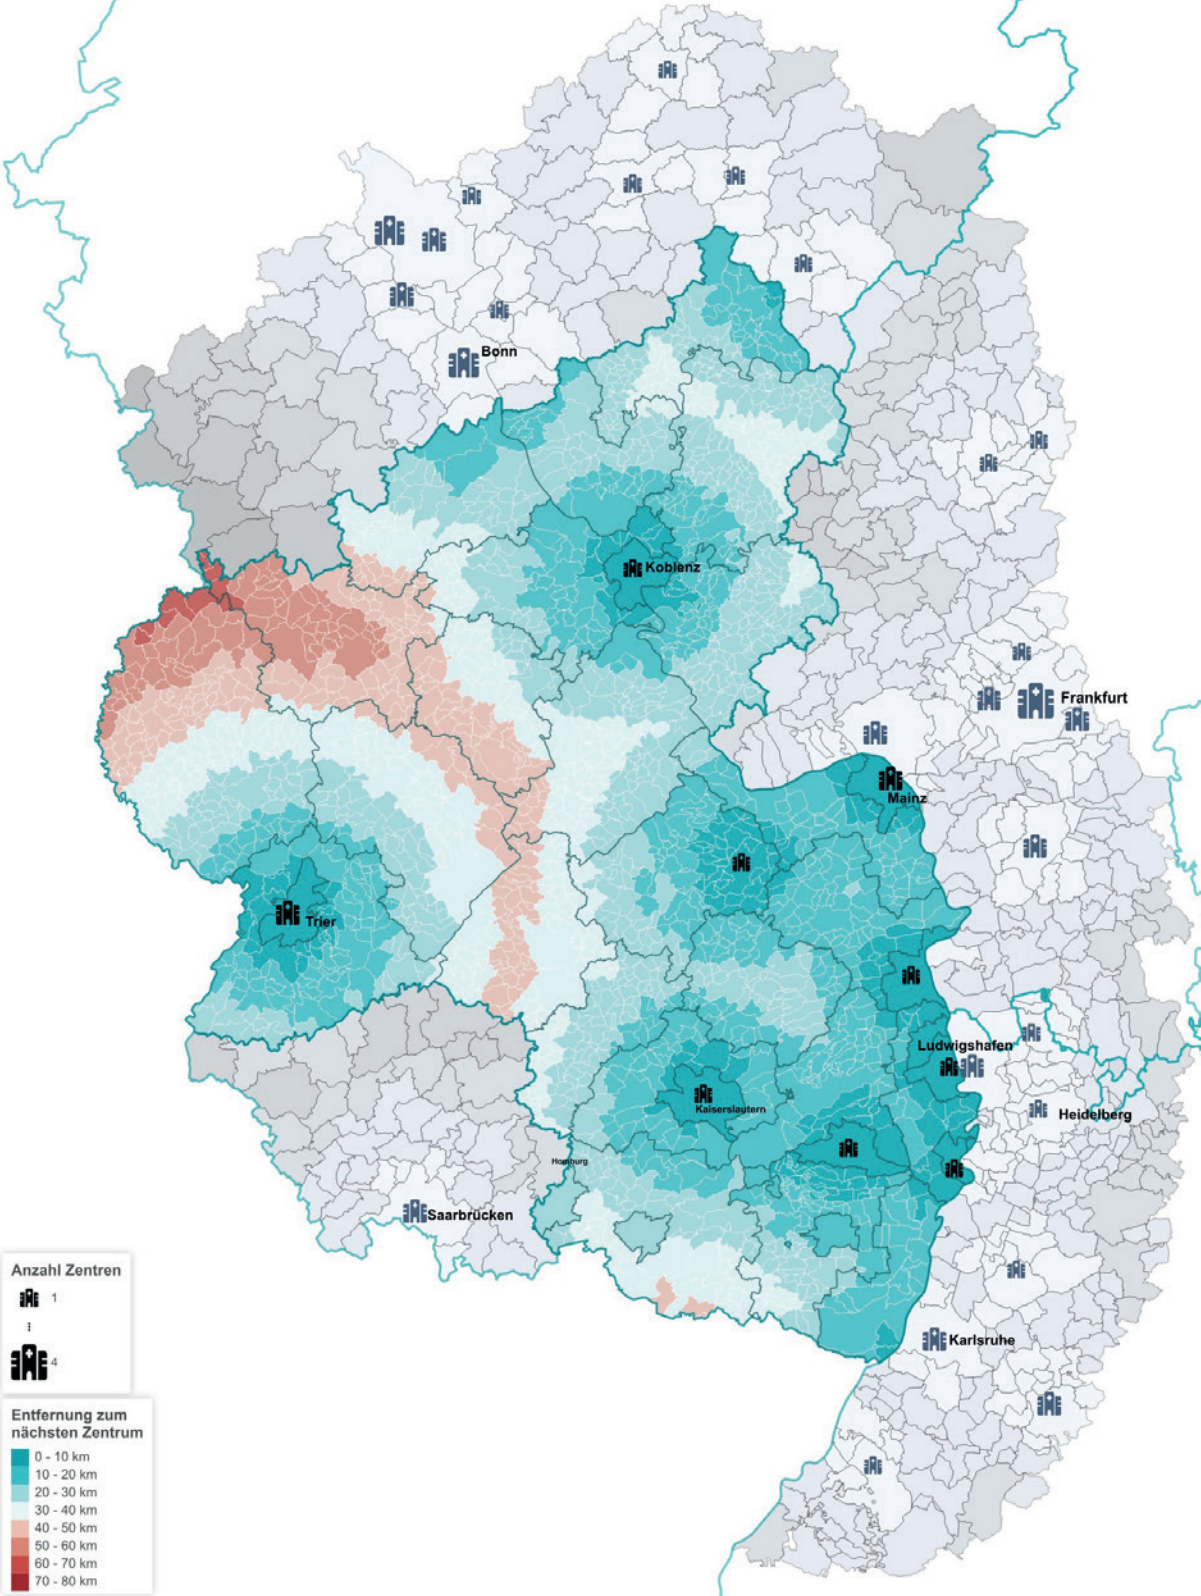 Bonn
Koblenz
Frankfurt
Mainz
Trier
Ludwigshafen
Kaiserslautern
Heidelberg
Homburg
Saarbrücken
Karlsruhe
Anzahl Zentren
1
4
Entfernung zum
nächsten Zentrum
0 - 10 km
10 - 20 km
20 - 30 km
30 - 40 km
40 - 50 km
50 - 60 km
60 - 70 km
70 - 80 km